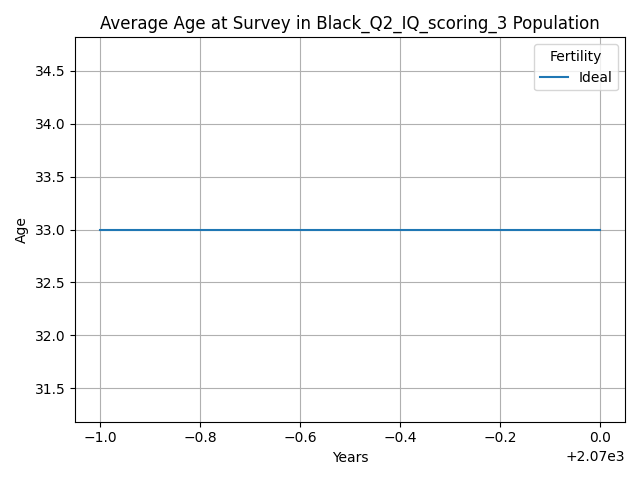 Average Age at Survey in Black_Q2_IQ_scoring_3 Population
Fertility
Ideal
34.5
34.0
33.5
33.0
32.5
32.0
31.5
Age
−1.0 −0.8 −0.6 −0.4 −0.2 0.0
Years
+2.07e3